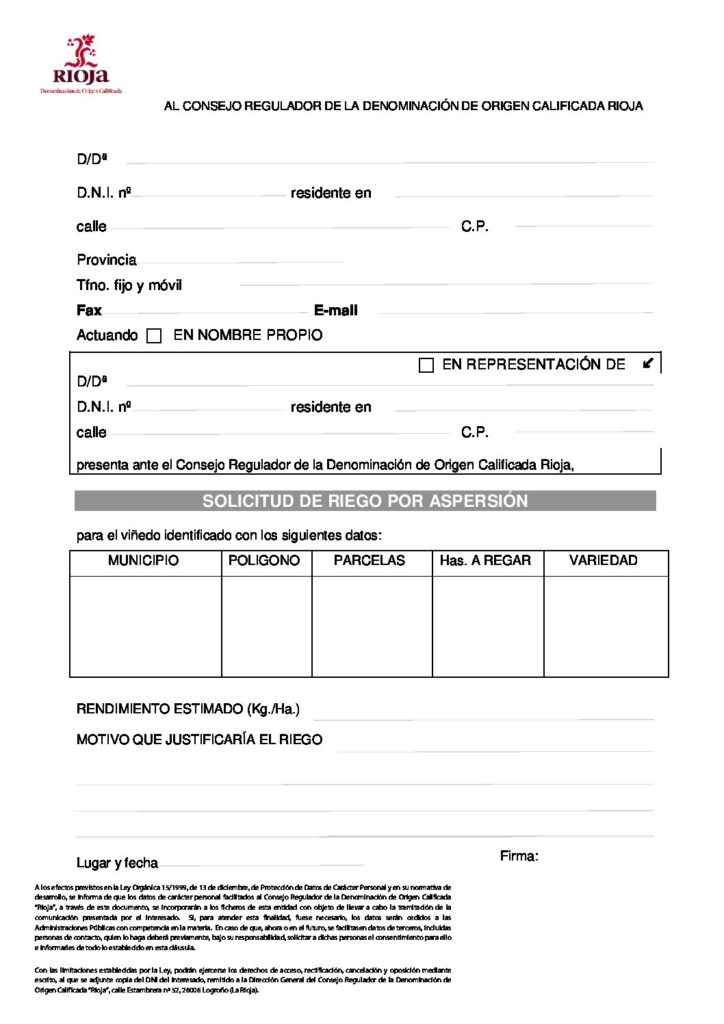 RIOJa
Denominación de Origen Calificada
AL CONSEJO REGULADOR DE LA DENOMINACIÓN DE ORIGEN CALIFICADA RIOJA
D/Dª
D.N.I. nº residente en
calle C.P.
Provincia
Tfno. fijo y móvil
Fax E-mail
Actuando EN NOMBRE PROPIO
EN REPRESENTACIÓN DE
D/Dª
D.N.I. nº residente en
calle C.P.
presenta ante el Consejo Regulador de la Denominación de Origen Calificada Rioja,
SOLICITUD DE RIEGO POR ASPERSIÓN
para el viñedo identificado con los siguientes datos:
MUNICIPIO POLIGONO PARCELAS Has. A REGAR VARIEDAD
RENDIMIENTO ESTIMADO (Kg./Ha.)
MOTIVO QUE JUSTIFICARÍA EL RIEGO
Lugar y fecha Firma:
A los efectos previstos en la Ley Orgánica 15/1999, de 13 de diciembre, de Protección de Datos de Carácter Personal y en su normativa de
desarrollo, se informa de que los datos de carácter personal facilitados al Consejo Regulador de la Denominación de Origen Calificada
"Rioja", a través de este documento, se incorporarán a los ficheros de esta entidad con objeto de llevar a cabo la tramitación de la
comunicación presentada por el interesado. Si, para atender esta finalidad, fuese necesario, los datos serán cedidos a las
Administraciones Públicas con competencia en la materia. En caso de que, ahora o en el futuro, se facilitasen datos de terceros, incluidas
personas de contacto, quien lo haga deberá previamente, bajo su responsabilidad, solicitar a dichas personas el consentimiento para ello
e informarles de todo lo establecido en esta cláusula.
Con las limitaciones establecidas por la Ley, podrán ejercerse los derechos de acceso, rectificación, cancelación y oposición mediante
escrito, al que se adjunte copia del DNI del interesado, remitido a la Dirección General del Consejo Regulador de la Denominación de
Origen Calificada "Rioja", calle Estambrera nº 52, 26006 Logroño (La Rioja).